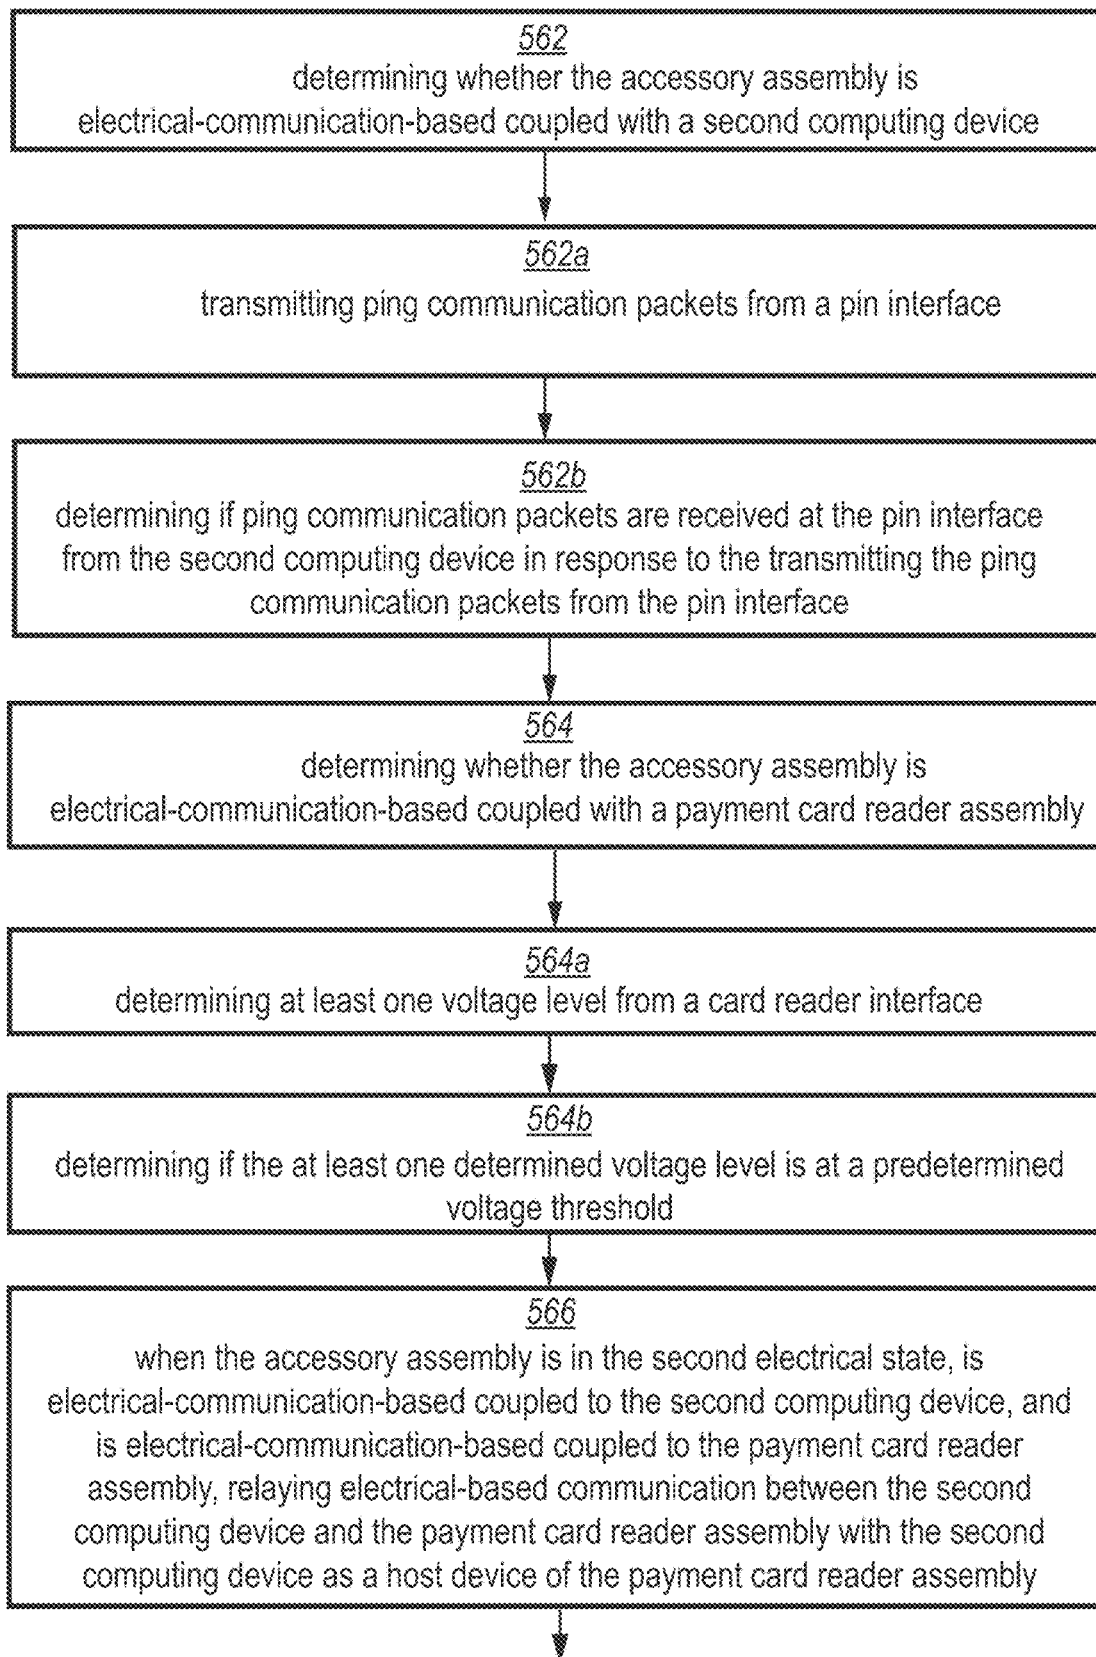 562
determining whether the accessory assembly is
electrical-communication-based coupled with a second computing device
562a
transmitting ping communication packets from a pin interface
562b
determining if ping communication packets are received at the pin interface
from the second computing device in response to the transmitting the ping
communication packets from the pin interface
564
determining whether the accessory assembly is
electrical-communication-based coupled with a payment card reader assembly
564a
determining at least one voltage level from a card reader interface
564b
determining if the at least one determined voltage level is at a predetermined
voltage threshold
566
when the accessory assembly is in the second electrical state, is
electrical-communication-based coupled to the second computing device, and
is electrical-communication-based coupled to the payment card reader
assembly, relaying electrical-based communication between the second
computing device and the payment card reader assembly with the second
computing device as a host device of the payment card reader assembly